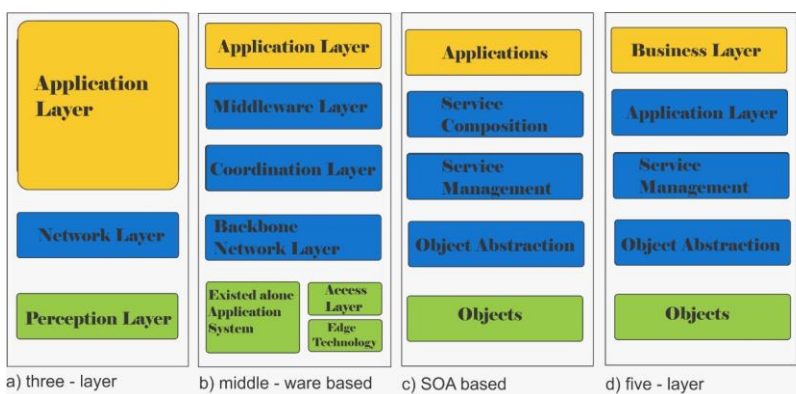 Application
Layer
Network Layer
Perception Layer
a) three - layer
Application Layer
Middleware Layer
Coordination Layer
Backbone
Network Layer
Existed alone
Application
System
Access
Layer
Edge
Technology
b) middle - ware based
Applications
Service
Composition
Service
Management
Object Abstraction
Objects
c) SOA based
Business Layer
Application Layer
Service
Management
Object Abstraction
Objects
d) five - layer